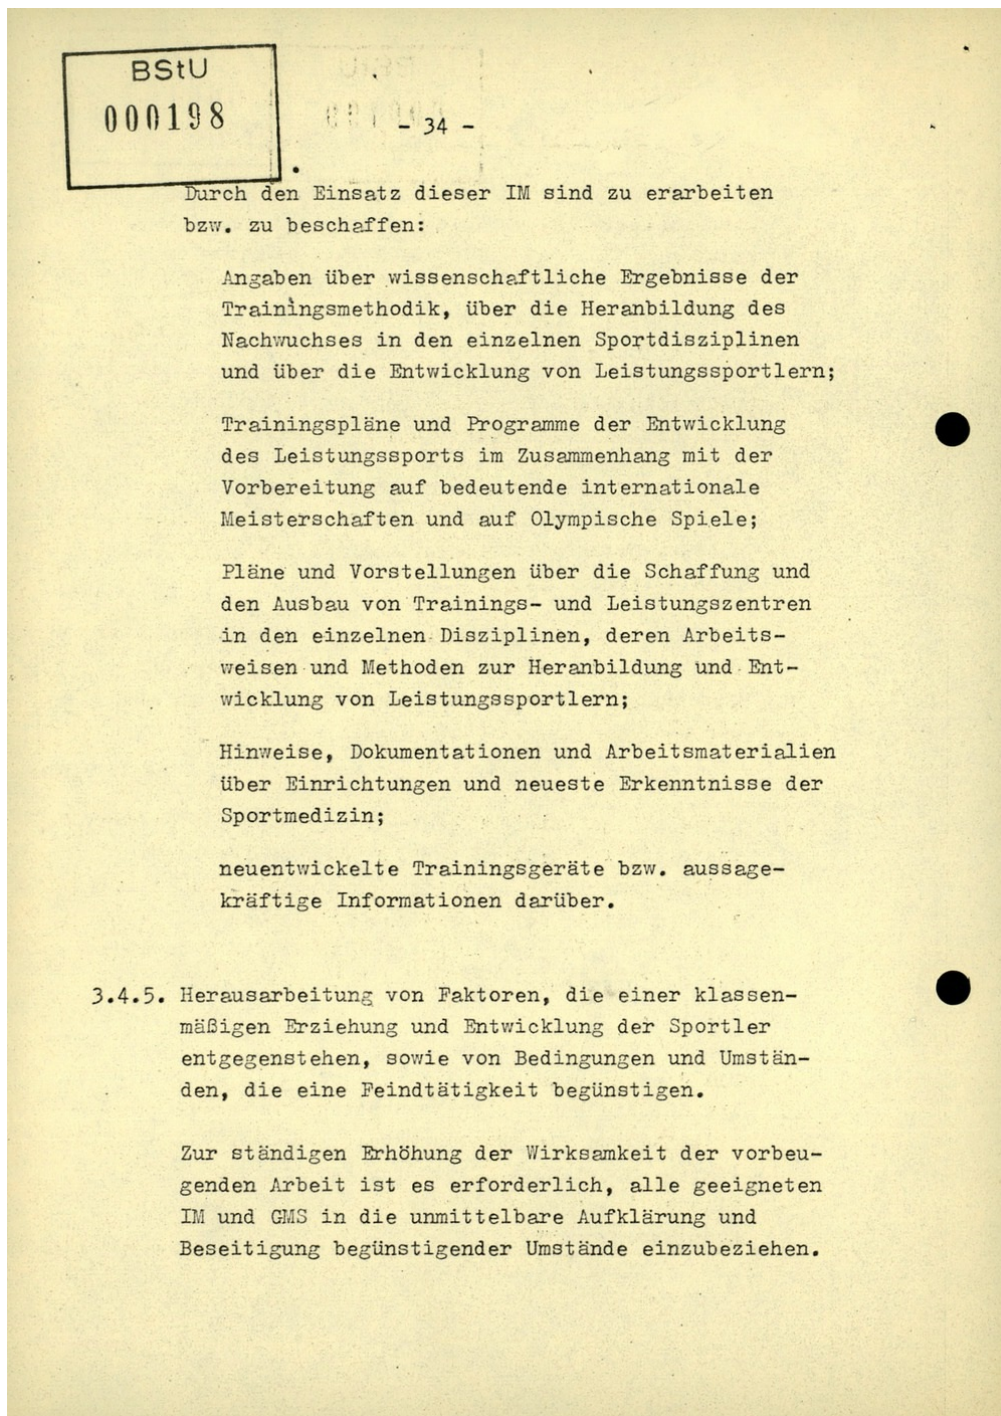 BStU
000198
- 34 -
Durch den Einsatz dieser IM sind zu erarbeiten
bzw. zu beschaffen:
Angaben über wissenschaftliche Ergebnisse der
Trainingsmethodik, über die Heranbildung des
Nachwuchses in den einzelnen Sportdisziplinen
und über die Entwicklung von Leistungssportlern;
Trainingspläne und Programme der Entwicklung
des Leistungssports im Zusammenhang mit der
Vorbereitung auf bedeutende internationale
Meisterschaften und auf Olympische Spiele;
Pläne und Vorstellungen über die Schaffung und
den Ausbau von Trainings- und Leistungszentren
in den einzelnen Disziplinen, deren Arbeits-
weisen und Methoden zur Heranbildung und Ent-
wicklung von Leistungssportlern;
Hinweise, Dokumentationen und Arbeitsmaterialien
über Einrichtungen und neueste Erkenntnisse der
Sportmedizin;
neuentwickelte Trainingsgeräte bzw. aussage-
kräftige Informationen darüber.
3.4.5. Herausarbeitung von Faktoren, die einer klassen-
mäßigen Erziehung und Entwicklung der Sportler
entgegenstehen, sowie von Bedingungen und Umstän-
den, die eine Feindtätigkeit begünstigen.
Zur ständigen Erhöhung der Wirksamkeit der vorbeu-
genden Arbeit ist es erforderlich, alle geeigneten
IM und GMS in die unmittelbare Aufklärung und
Beseitigung begünstigender Umstände einzubeziehen.